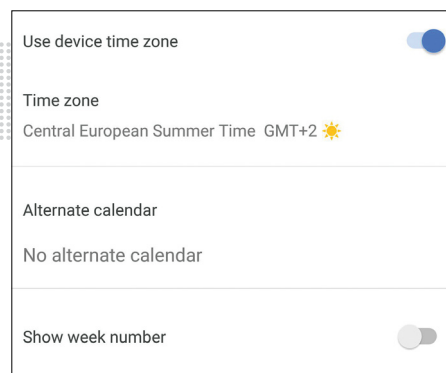 Use device time zone
Time zone
Central European Summer Time GMT+2 ☀️
Alternate calendar
No alternate calendar
Show week number